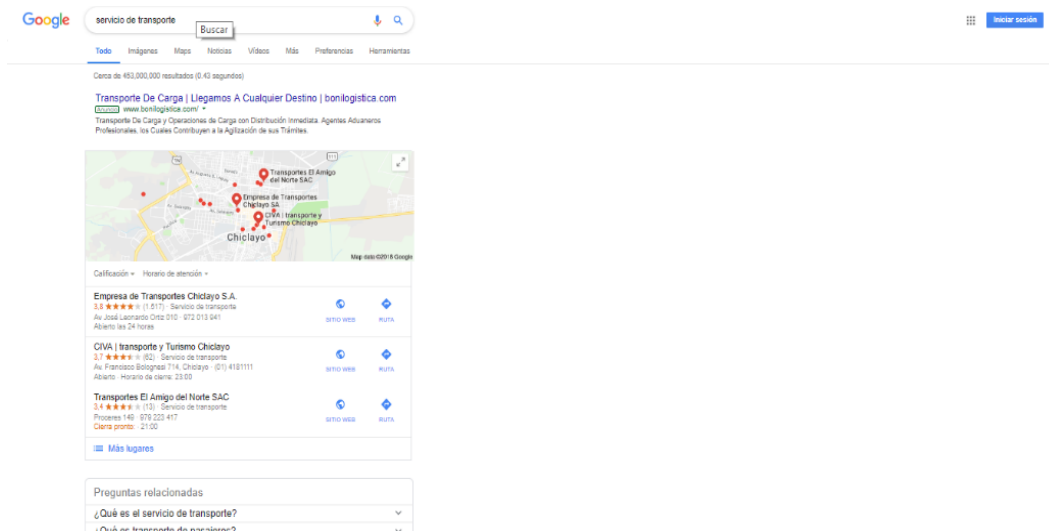 Google
servicio de transporte
Buscar
Iniciar sesión
Todo Imágenes Maps Noticias Vídeos Más Preferencias Herramientas
Cerca de 453,000,000 resultados (0.43 segundos)
Transporte De Carga | Llegamos A Cualquier Destino | bonilogistica.com
Anuncio www.bonilogistica.com/
Transporte De Carga y Operaciones de Carga con Distribución Inmediata. Agentes Aduaneros
Profesionales, los Cuales Contribuyen a la Agilización de sus Trámites.
Transportes El Amigo
del Norte SAC
Empresa de Transportes
Chiclayo SA
CIVA | transporte y
Turismo Chiclayo
Chiclayo
Map data ©2018 Google
Calificación Horario de atención
Empresa de Transportes Chiclayo S.A.
3,8 (1.617) · Servicio de transporte
Av José Leonardo Ortiz 010 · 972 013 941
Abierto las 24 horas
SITIO WEB RUTA
CIVA | transporte y Turismo Chiclayo
3,7 (62) · Servicio de transporte
Av. Francisco Bolognesi 714, Chiclayo · (01) 4181111
Abierto · Horario de cierre: 23:00
SITIO WEB RUTA
Transportes El Amigo del Norte SAC
3,4 (13) · Servicio de transporte
Proceres 149 · 979 223 417
Cierra pronto · 21:00
SITIO WEB RUTA
Más lugares
Preguntas relacionadas
¿Qué es el servicio de transporte?
¿Qué es transporte de pasajeros?